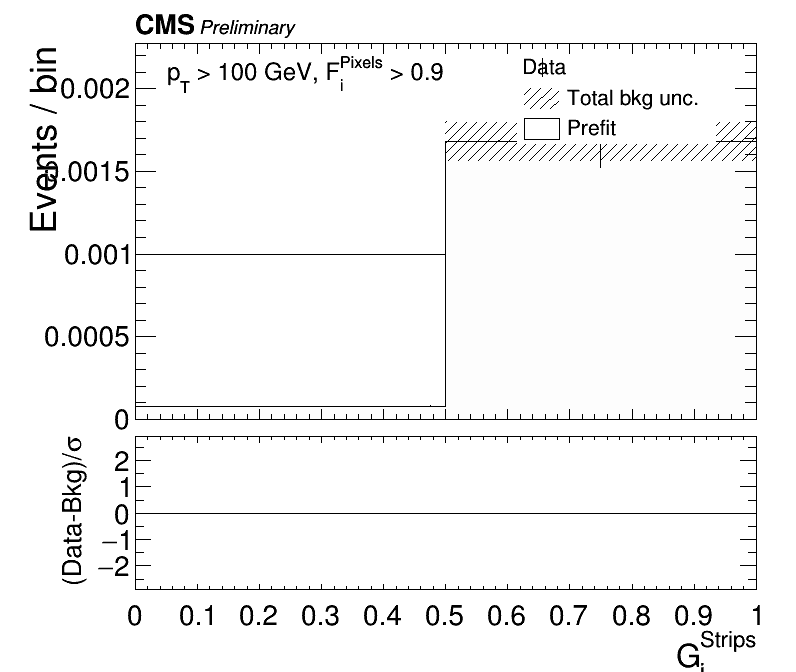 CMS Preliminary
p_T > 100 GeV, F_i^Pixels > 0.9
Data
Total bkg unc.
Prefit
Events / bin
0.002
0.0015
0.001
0.0005
0
(Data-Bkg)/σ
2
1
0
−1
−2
0 0.1 0.2 0.3 0.4 0.5 0.6 0.7 0.8 0.9 1
G_i^Strips